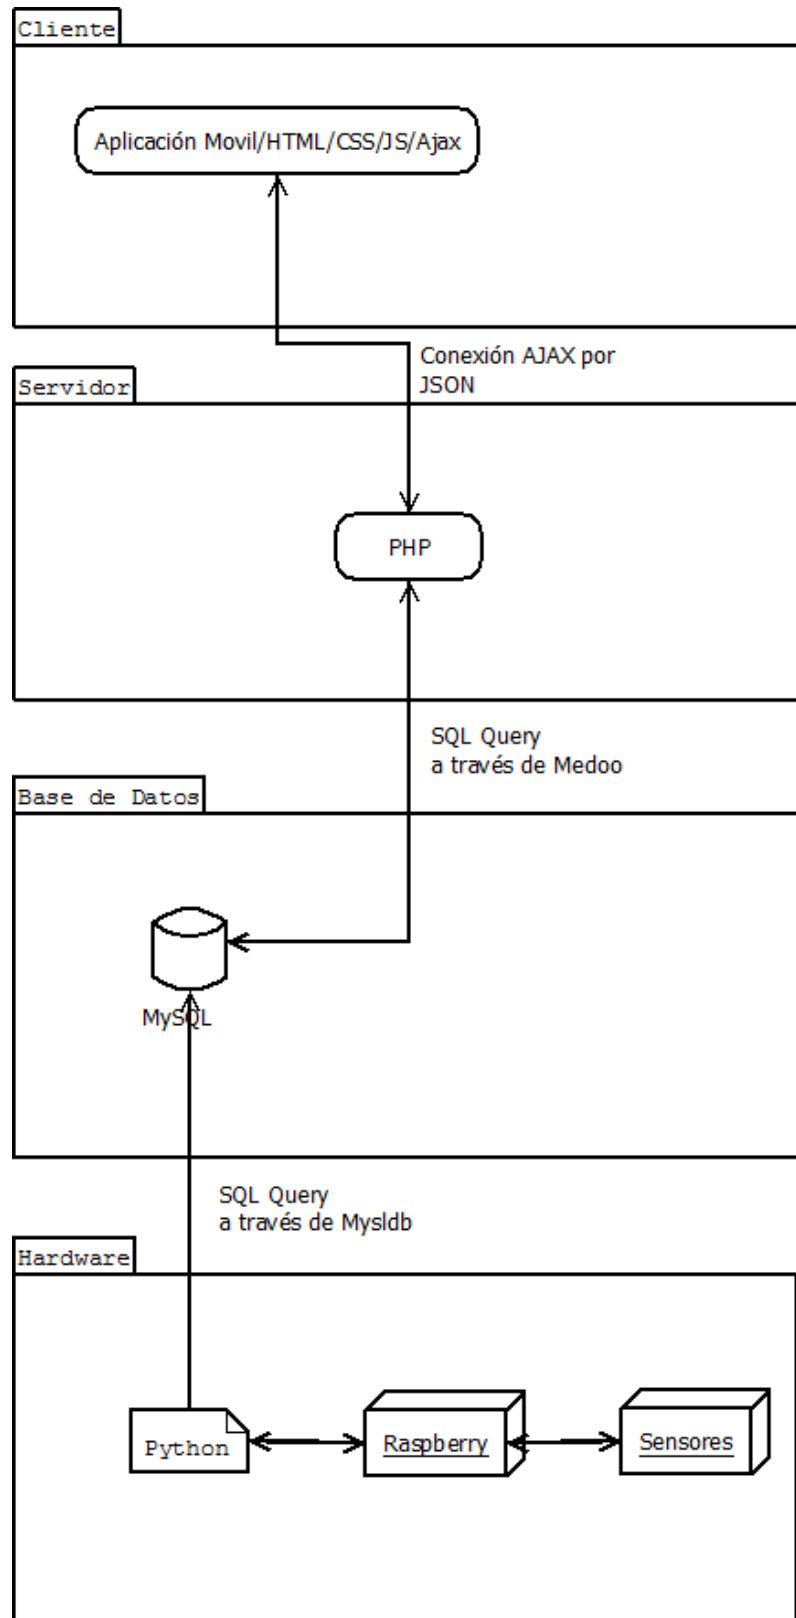 Cliente
Aplicación Movil/HTML/CSS/JS/Ajax
Conexión AJAX por
JSON
Servidor
PHP
SQL Query
a través de Medoo
Base de Datos
MySQL
SQL Query
a través de Mysldb
Hardware
Python
Raspberry
Sensores